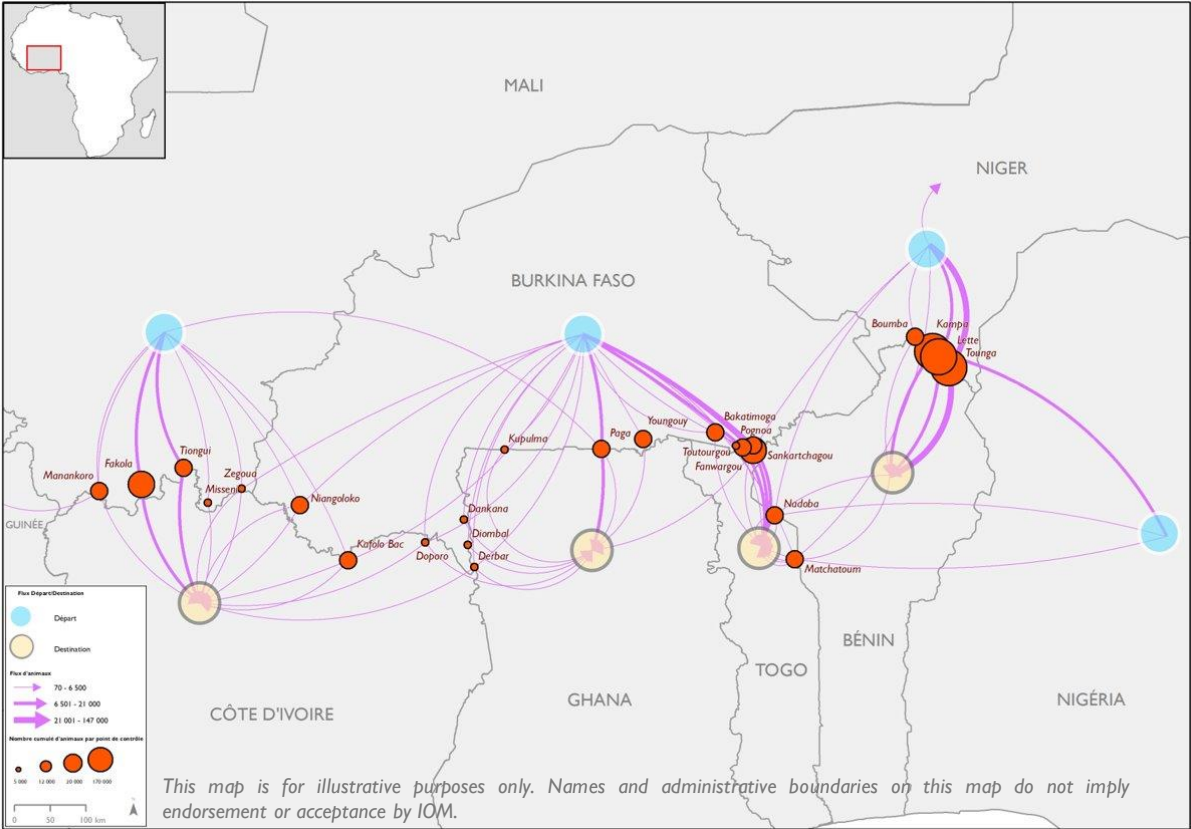 MALI
NIGER
BURKINA FASO
Boumba
Kampa
Lette
Tounga
Kupulma
Paga
Youngouy
Bakatimoga
Pognoa
Toutourgou
Sankartchagou
Fanwargou
Tiongui
Fakola
Zegoua
Manankoro
Misseni
Niangoloko
Nadoba
Dankana
GUINÉE
Diombal
Kafolo Bac
Doporo
Derbar
Matchatoum
BÉNIN
TOGO
CÔTE D'IVOIRE
GHANA
NIGÉRIA
Flux Départ/Destination
Départ
Destination
Flux d'animaux
70 - 6 500
6 501 - 21 000
21 001 - 147 000
Nombre cumulé d'animaux par point de contrôle
5 000 12 000 20 000 170 000
0 50 100 km
This map is for illustrative purposes only. Names and administrative boundaries on this map do not imply
endorsement or acceptance by IOM.